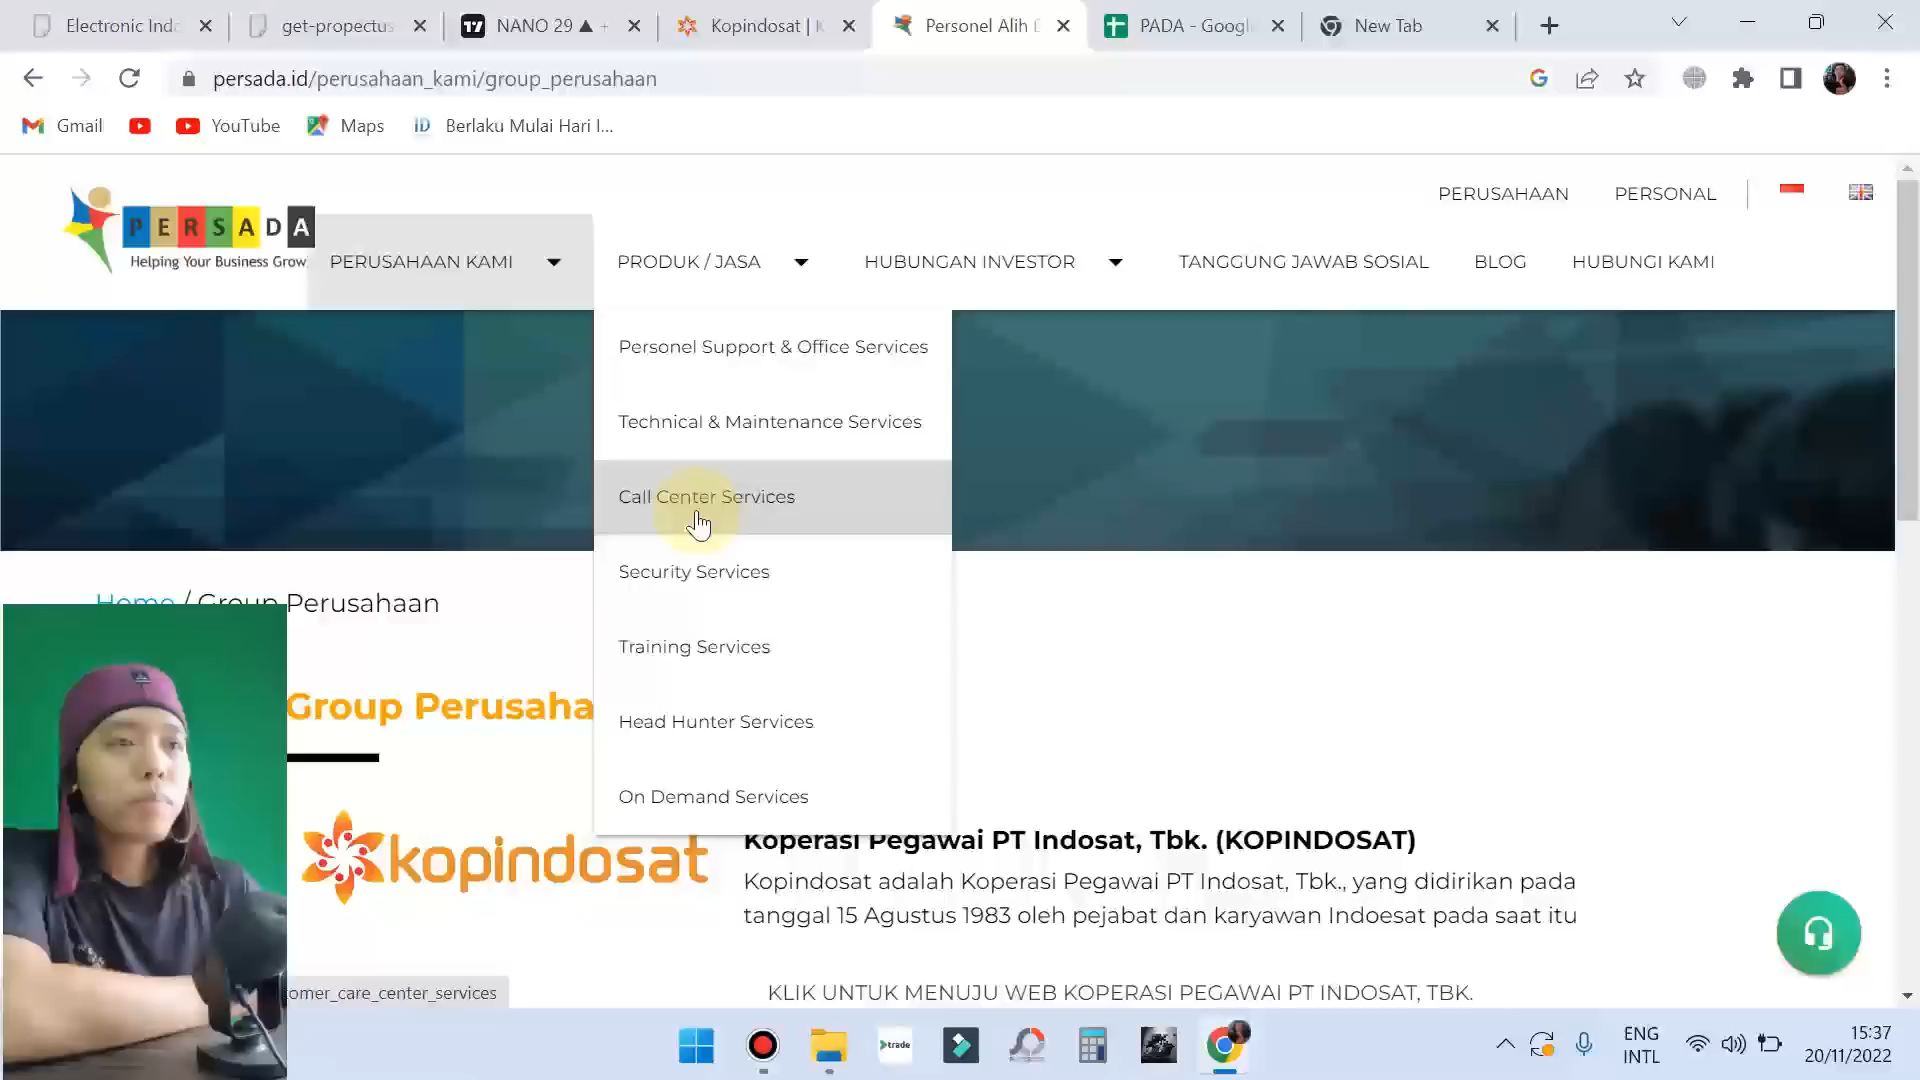 Electronic Ind
get-propectus
NANO 29 ▲ +
Kopindosat | K
Personel Alih
PADA - Google
New Tab
persada.id/perusahaan_kami/group_perusahaan
Gmail
YouTube
Maps
Berlaku Mulai Hari I...
PERUSAHAAN
PERSONAL
PERSADA
Helping Your Business Grow
PERUSAHAAN KAMI
PRODUK / JASA
HUBUNGAN INVESTOR
TANGGUNG JAWAB SOSIAL
BLOG
HUBUNGI KAMI
Personel Support & Office Services
Technical & Maintenance Services
Call Center Services
Security Services
Training Services
Head Hunter Services
On Demand Services
Home / Group Perusahaan
Group Perusaha
kopindosat
Koperasi Pegawai PT Indosat, Tbk. (KOPINDOSAT)
Kopindosat adalah Koperasi Pegawai PT Indosat, Tbk., yang didirikan pada
tanggal 15 Agustus 1983 oleh pejabat dan karyawan Indoesat pada saat itu
KLIK UNTUK MENUJU WEB KOPERASI PEGAWAI PT INDOSAT, TBK.
omer_care_center_services
trade
ENG
INTL
15:37
20/11/2022